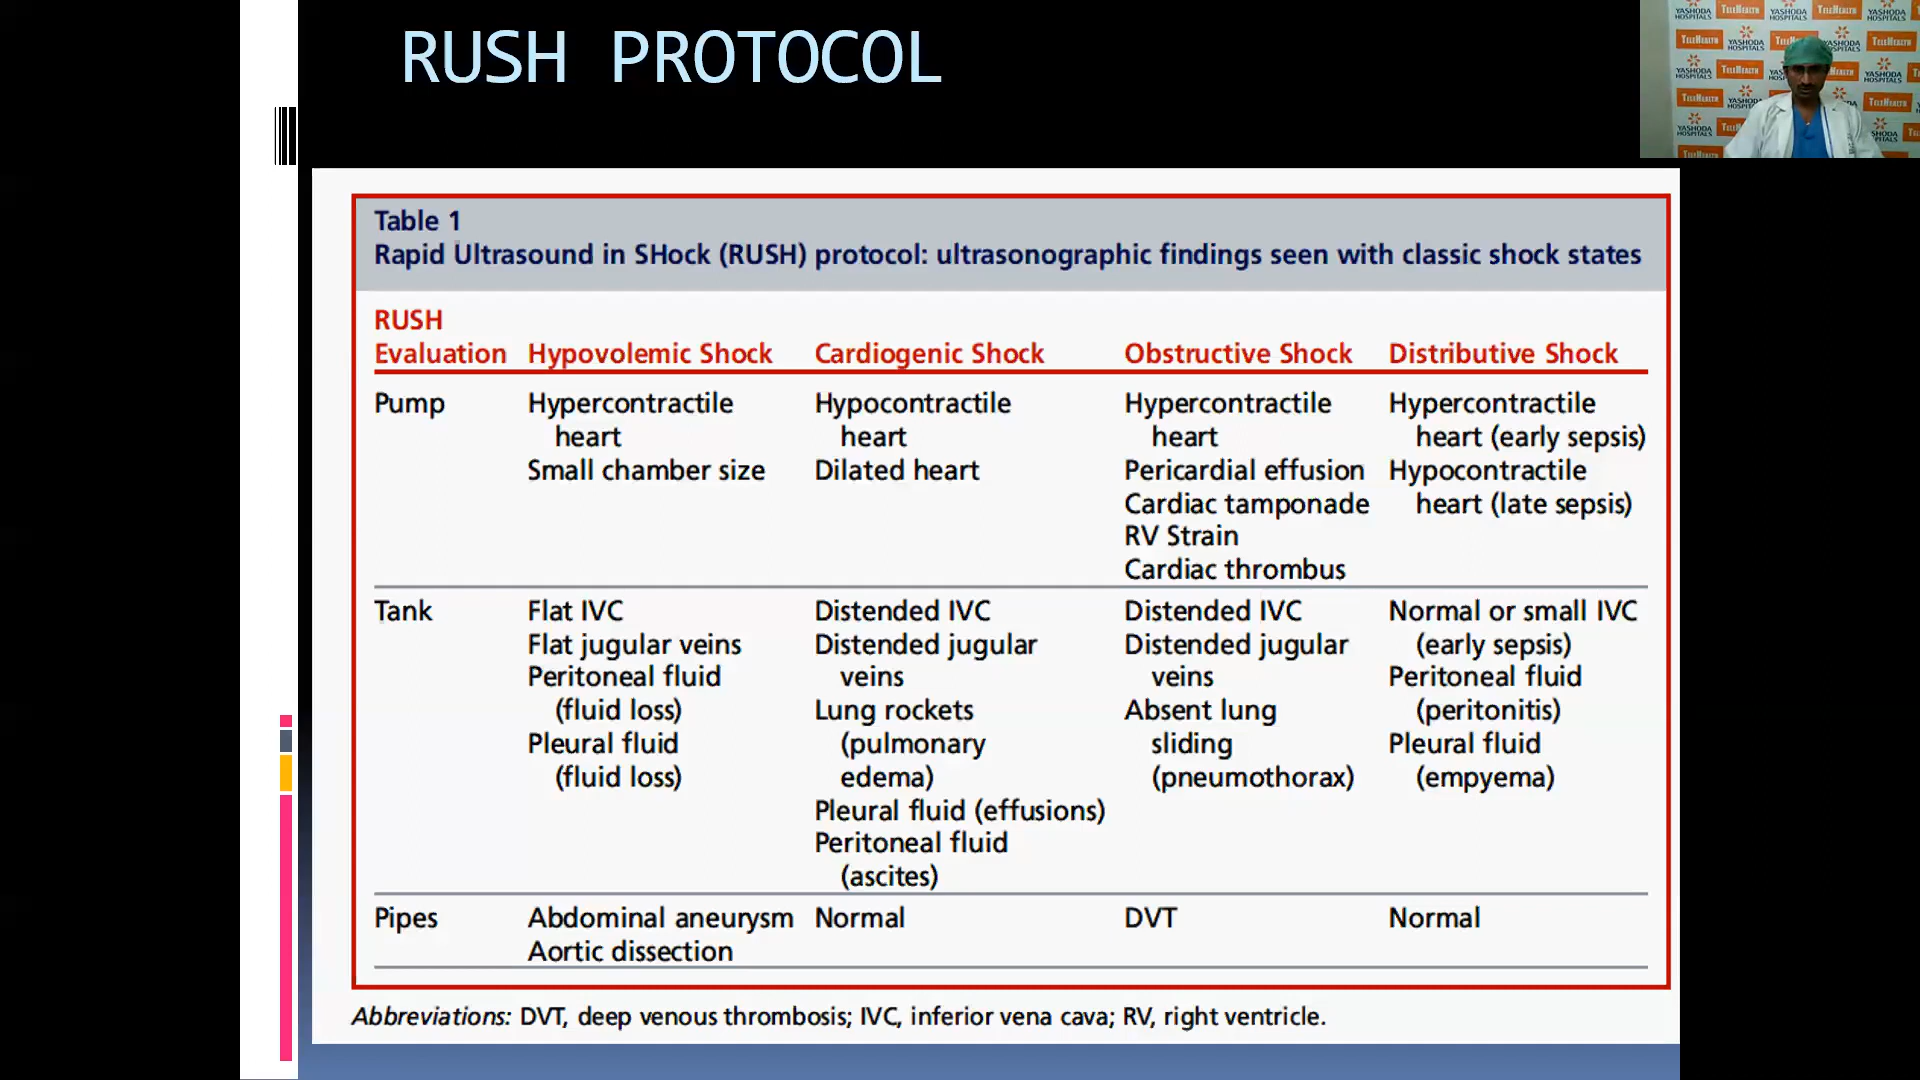 RUSH PROTOCOL
YASHODA HOSPITALS
TELEHEALTH
Table 1
Rapid Ultrasound in SHock (RUSH) protocol: ultrasonographic findings seen with classic shock states
RUSH
Evaluation Hypovolemic Shock Cardiogenic Shock Obstructive Shock Distributive Shock
Pump Hypercontractile Hypocontractile Hypercontractile Hypercontractile
heart heart heart heart (early sepsis)
Small chamber size Dilated heart Pericardial effusion Hypocontractile
Cardiac tamponade heart (late sepsis)
RV Strain
Cardiac thrombus
Tank Flat IVC Distended IVC Distended IVC Normal or small IVC
Flat jugular veins Distended jugular Distended jugular (early sepsis)
Peritoneal fluid veins veins Peritoneal fluid
(fluid loss) Lung rockets Absent lung (peritonitis)
Pleural fluid (pulmonary sliding Pleural fluid
(fluid loss) edema) (pneumothorax) (empyema)
Pleural fluid (effusions)
Peritoneal fluid
(ascites)
Pipes Abdominal aneurysm Normal DVT Normal
Aortic dissection
Abbreviations: DVT, deep venous thrombosis; IVC, inferior vena cava; RV, right ventricle.